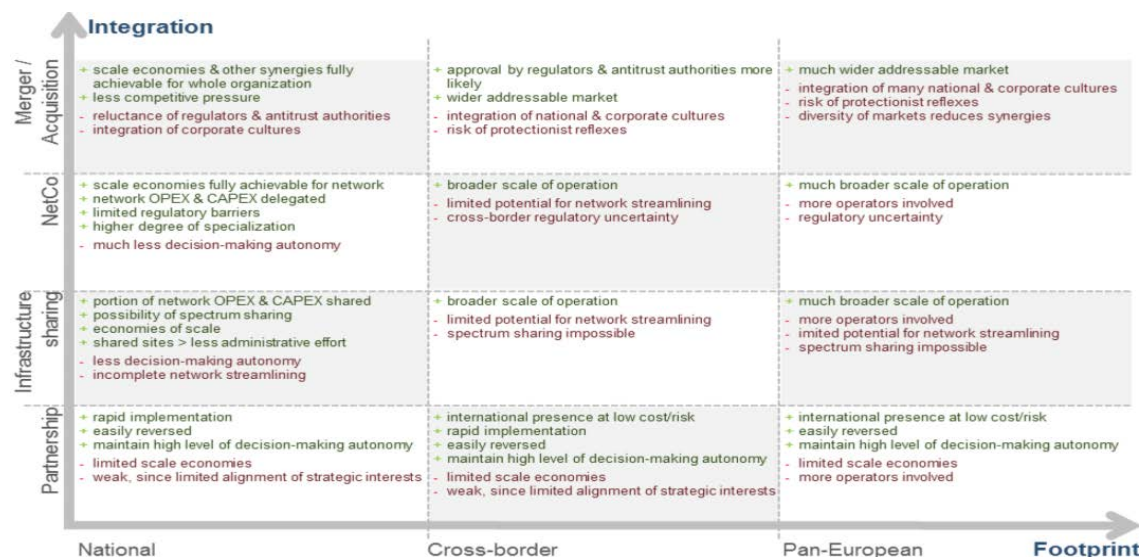 Integration
Merger /
Acquisition
+ scale economies & other synergies fully
achievable for whole organization
+ less competitive pressure
- reluctance of regulators & antitrust authorities
- integration of corporate cultures
+ approval by regulators & antitrust authorities more
likely
+ wider addressable market
- integration of national & corporate cultures
- risk of protectionist reflexes
+ much wider addressable market
- integration of many national & corporate cultures
- risk of protectionist reflexes
- diversity of markets reduces synergies
NetCo
+ scale economies fully achievable for network
+ network OPEX & CAPEX delegated
+ limited regulatory barriers
+ higher degree of specialization
- much less decision-making autonomy
+ broader scale of operation
- limited potential for network streamlining
- cross-border regulatory uncertainty
+ much broader scale of operation
- more operators involved
- regulatory uncertainty
Infrastructure
sharing
+ portion of network OPEX & CAPEX shared
+ possibility of spectrum sharing
+ economies of scale
+ shared sites > less administrative effort
- less decision-making autonomy
- incomplete network streamlining
+ broader scale of operation
- limited potential for network streamlining
- spectrum sharing impossible
+ much broader scale of operation
- more operators involved
- imited potential for network streamlining
- spectrum sharing impossible
Partnership
+ rapid implementation
+ easily reversed
+ maintain high level of decision-making autonomy
- limited scale economies
- weak, since limited alignment of strategic interests
+ international presence at low cost/risk
+ rapid implementation
+ easily reversed
+ maintain high level of decision-making autonomy
- limited scale economies
- weak, since limited alignment of strategic interests
+ international presence at low cost/risk
+ easily reversed
+ maintain high level of decision-making autonomy
- limited scale economies
- more operators involved
National
Cross-border
Pan-European
Footprint